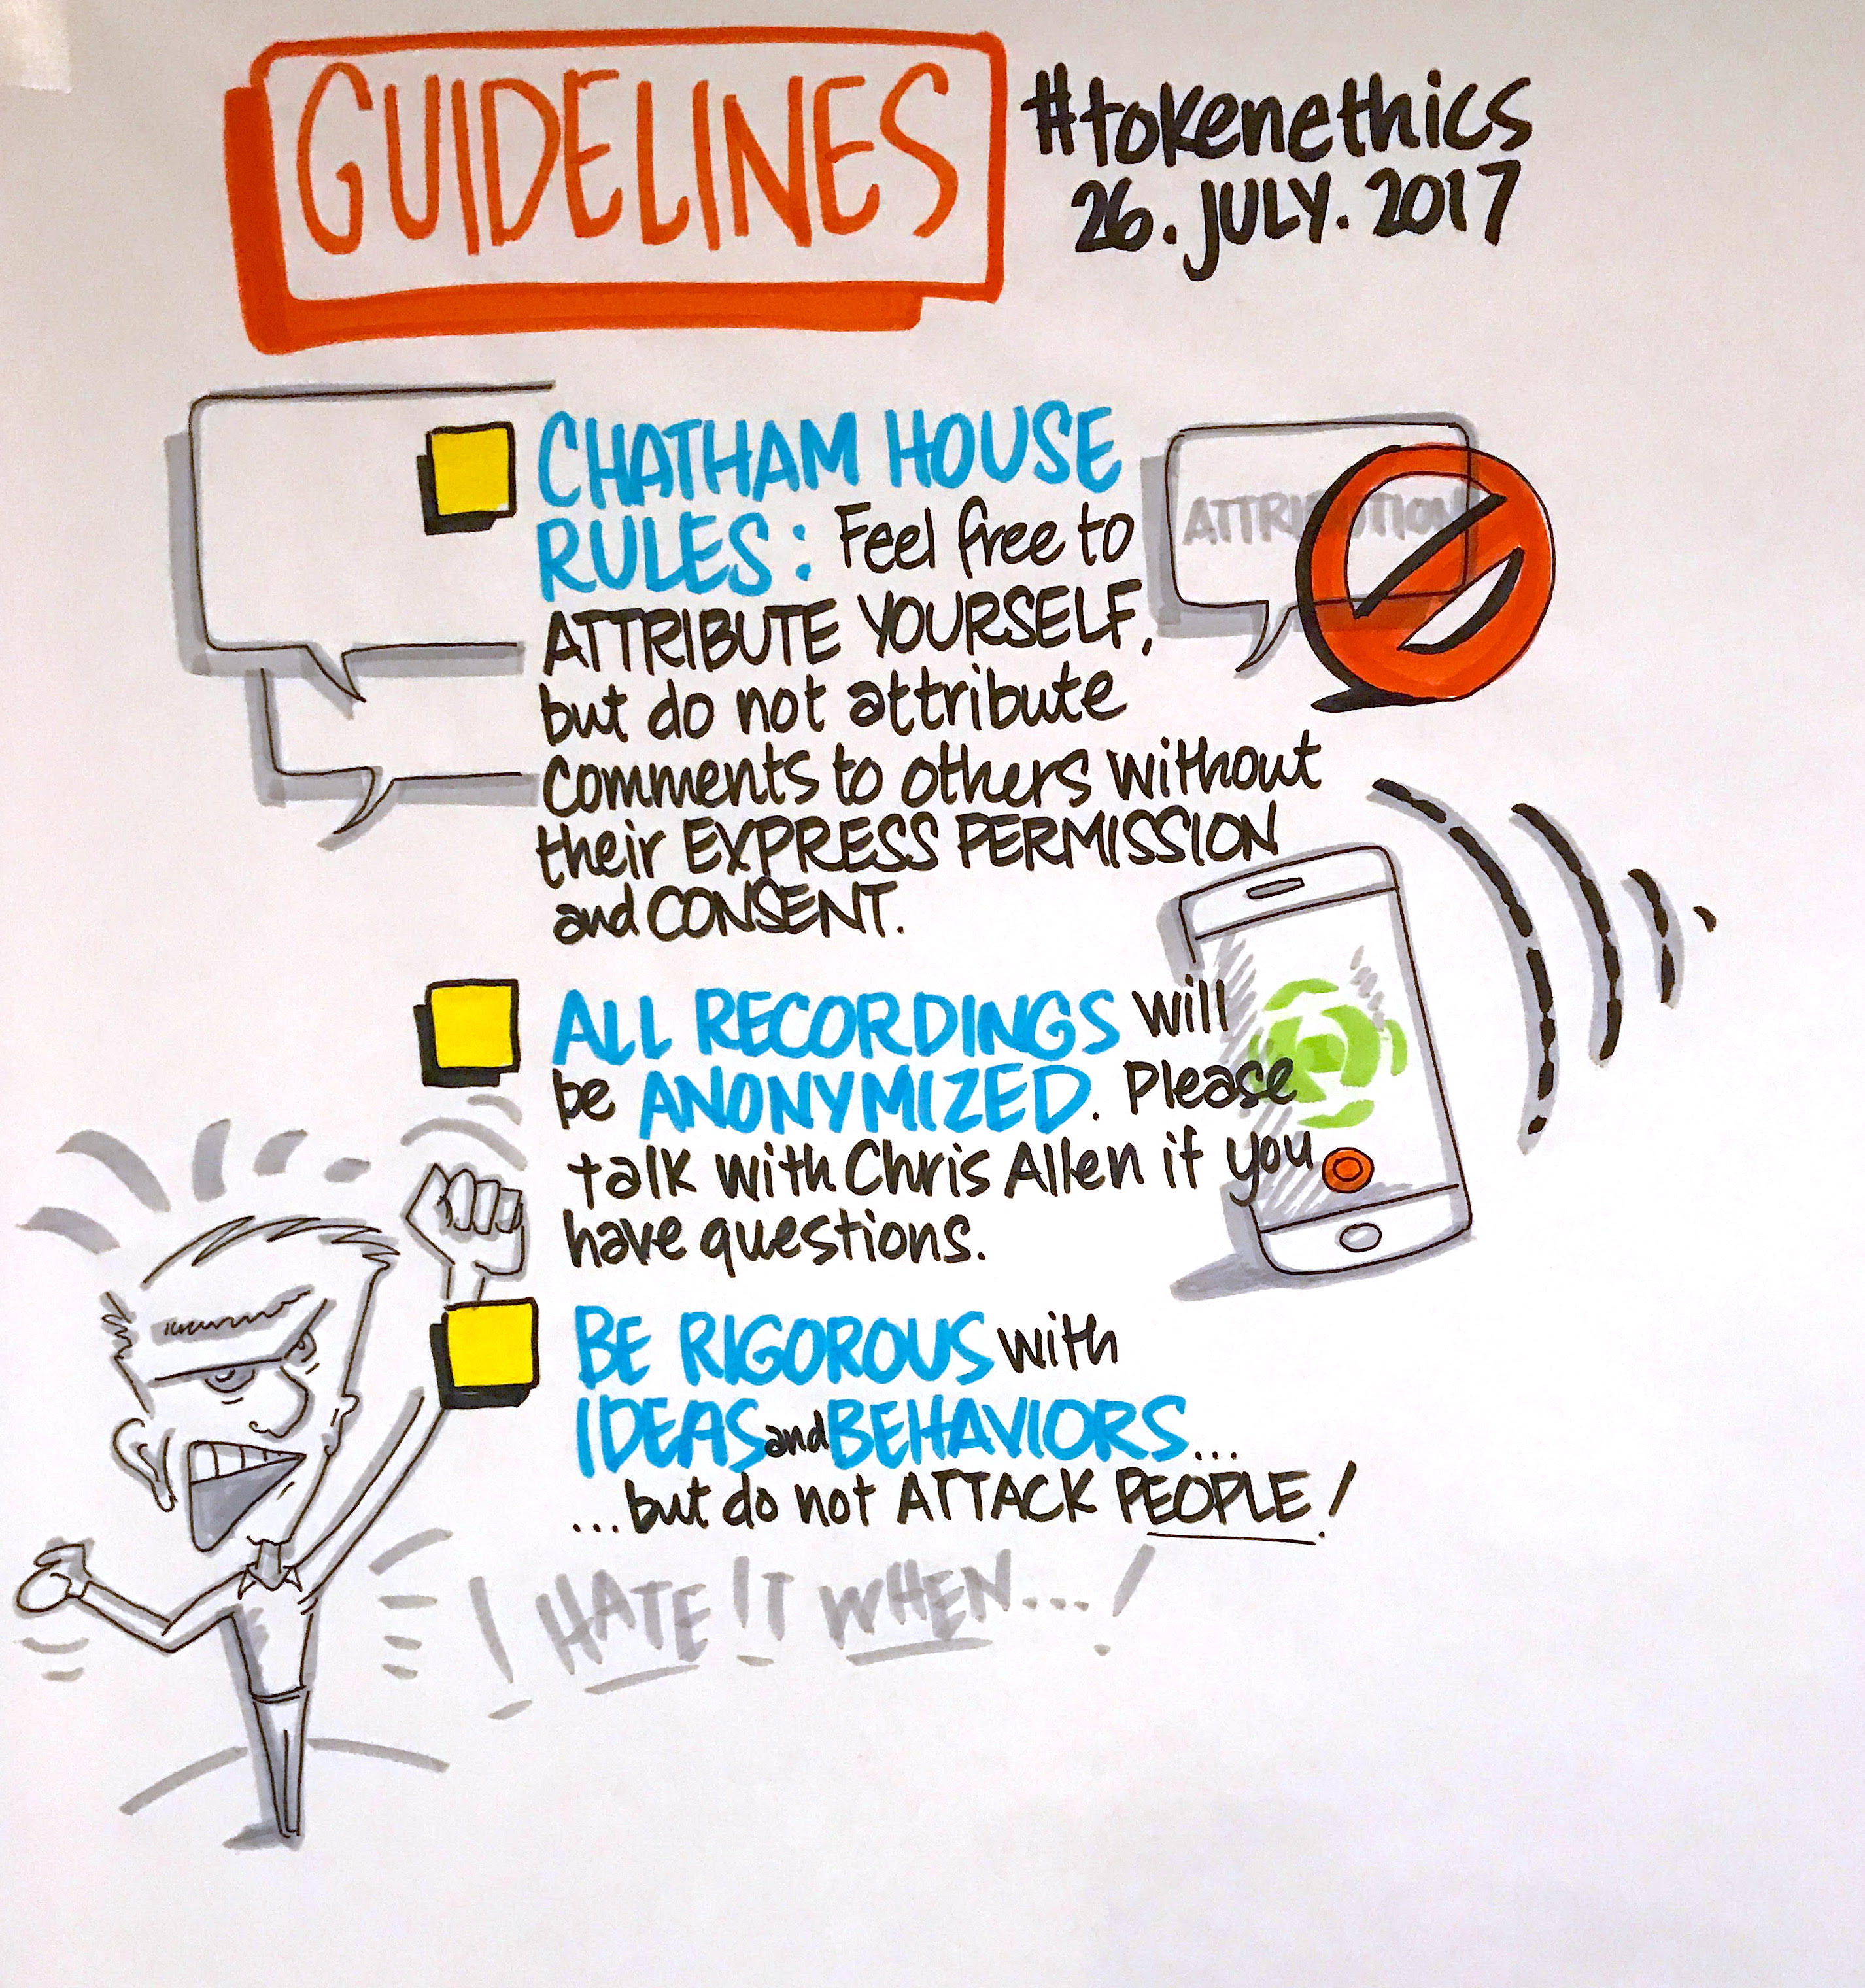 GUIDELINES
#tokenethics
26. JULY. 2017
CHATHAM HOUSE
RULES: Feel free to
ATTRIBUTE YOURSELF,
but do not attribute
comments to others without
their EXPRESS PERMISSION
and CONSENT.
ATTRIBUTION
ALL RECORDINGS will
be ANONYMIZED. Please
talk with Chris Allen if you
have questions.
BE RIGOROUS with
IDEAS and BEHAVIORS...
...but do not ATTACK PEOPLE!
I HATE IT WHEN...!